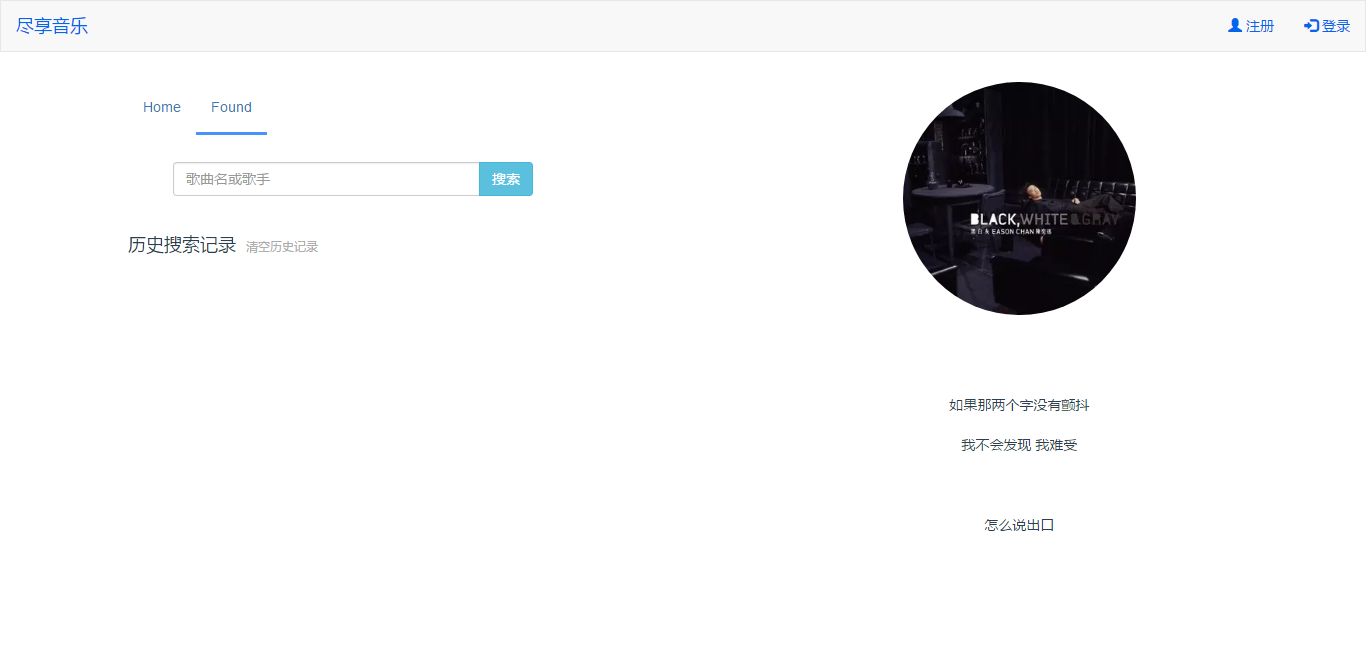 尽享音乐
注册
登录
Home
Found
歌曲名或歌手
搜索
历史搜索记录 清空历史记录
BLACK,WHITE&GRAY
黑白灰 EASON CHAN 陳奕迅
如果那两个字没有颤抖
我不会发现 我难受
怎么说出口